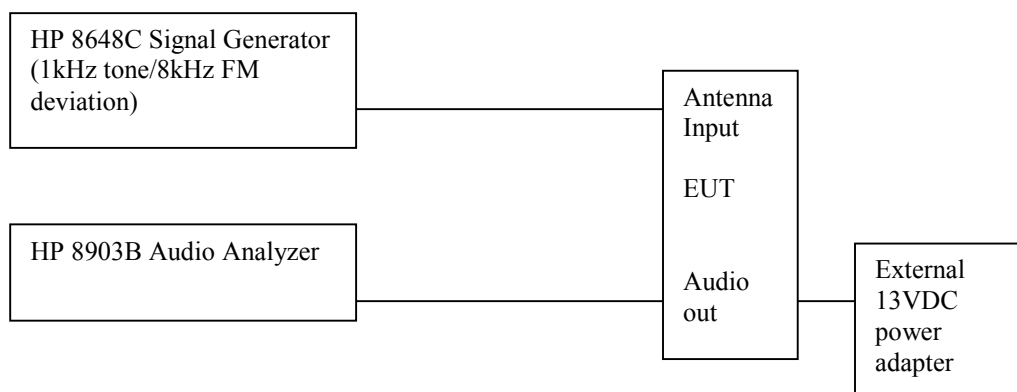 HP 8648C Signal Generator
(1kHz tone/8kHz FM
deviation)
Antenna
Input
EUT
HP 8903B Audio Analyzer
Audio
out
External
13VDC
power
adapter